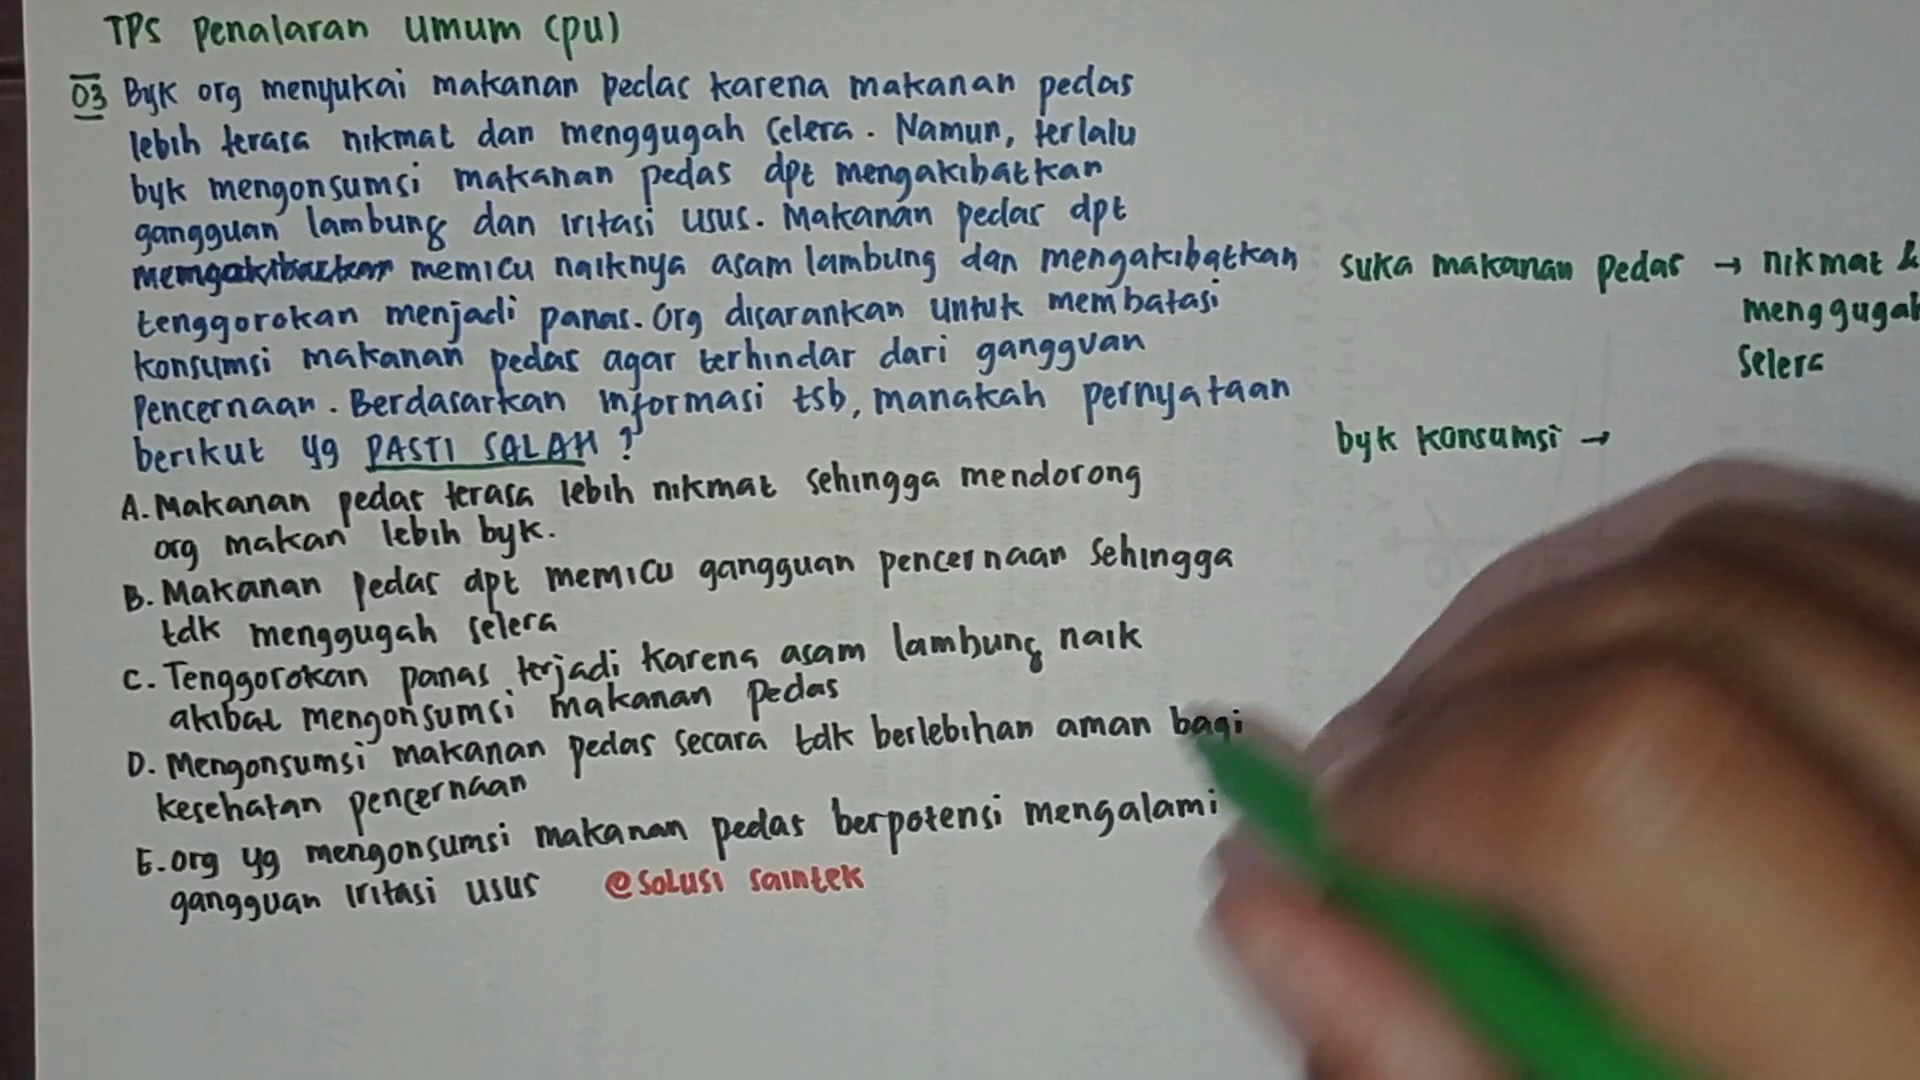 TPS Penalaran Umum (PU)
03 Byk org menyukai makanan pedas karena makanan pedas
lebih terasa nikmat dan menggugah selera. Namun, terlalu
byk mengonsumsi makanan pedas dpt mengakibatkan
gangguan lambung dan iritasi usus. Makanan pedas dpt
memicu naiknya asam lambung dan mengakibatkan
tenggorokan menjadi panas. Org disarankan untuk membatasi
konsumsi makanan pedas agar terhindar dari gangguan
Pencernaan. Berdasarkan informasi tsb, manakah pernyataan
berikut yg PASTI SALAH?
A. Makanan pedas terasa lebih nikmat sehingga mendorong
org makan lebih byk.
B. Makanan pedas dpt memicu gangguan pencernaan sehingga
tdk menggugah selera
C. Tenggorokan panas terjadi karena asam lambung naik
akibat mengonsumsi makanan pedas
D. Mengonsumsi makanan pedas secara tdk berlebihan aman bagi
kesehatan pencernaan
E. org yg mengonsumsi makanan pedas berpotensi mengalami
gangguan iritasi usus
@solusi saintek
suka makanan pedas → nikmat &
menggugah
selera
byk konsumsi →